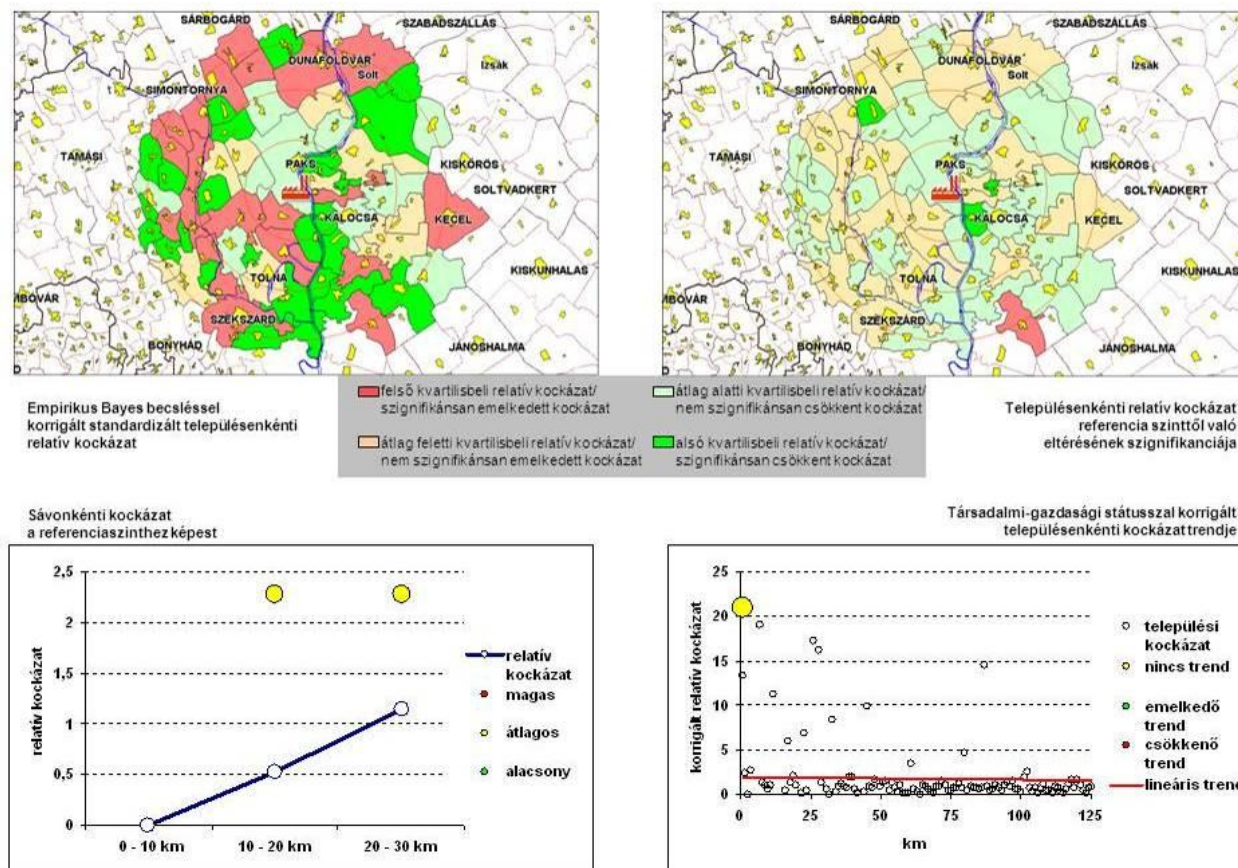 SÁRBOGÁRD
SZABADSZÁLLÁS
DUNAFÖLDVÁR
Solt
Izsák
SIMONTORNYA
TAMÁSI
PAKS
KISKŐRÖS
SOLTVADKERT
KALOCSA
KECEL
KISKUNHALAS
TOLNA
MBÓVÁR
SZEKSZÁRD
BONYHÁD
JÁNOSHALMA
SÁRBOGÁRD
SZABADSZÁLLÁS
DUNAFÖLDVÁR
Solt
Izsák
SIMONTORNYA
TAMÁSI
PAKS
KISKŐRÖS
SOLTVADKERT
KALOCSA
KECEL
KISKUNHALAS
TOLNA
MBÓVÁR
SZEKSZÁRD
BONYHÁD
JÁNOSHALMA
Empirikus Bayes becsléssel
korrigált standardizált településenkénti
relatív kockázat
felső kvartilisbeli relatív kockázat/
szignifikánsan emelkedett kockázat
átlag feletti kvartilisbeli relatív kockázat/
nem szignifikánsan emelkedett kockázat
átlag alatti kvartilisbeli relatív kockázat/
nem szignifikánsan csökkent kockázat
alsó kvartilisbeli relatív kockázat/
szignifikánsan csökkent kockázat
Településenkénti relatív kockázat
referencia szinttől való
eltérésének szignifikanciája
Sávonkénti kockázat
a referenciaszinthez képest
relatív kockázat
2,5
2
1,5
1
0,5
0
0 - 10 km
10 - 20 km
20 - 30 km
relatív
kockázat
magas
átlagos
alacsony
Társadalmi-gazdasági státusszal korrigált
településenkénti kockázat trendje
korrigált relatív kockázat
25
20
15
10
5
0
0
25
50
75
100
125
km
települési
kockázat
nincs trend
emelkedő
trend
csökkenő
trend
lineáris trend